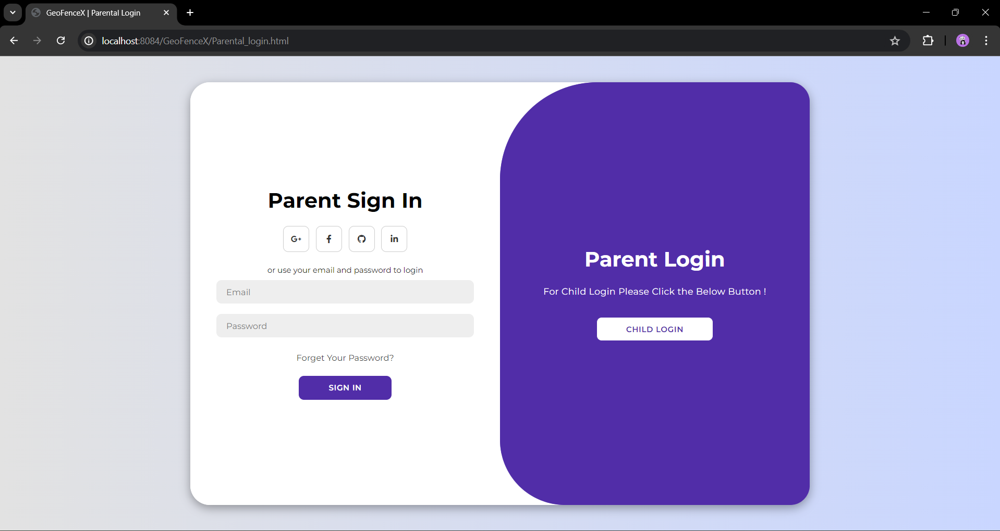 GeoFenceX | Parental Login
localhost:8084/GeoFenceX/Parental_login.html
Parent Sign In
G+ f in
or use your email and password to login
Email
Password
Forget Your Password?
SIGN IN
Parent Login
For Child Login Please Click the Below Button !
CHILD LOGIN